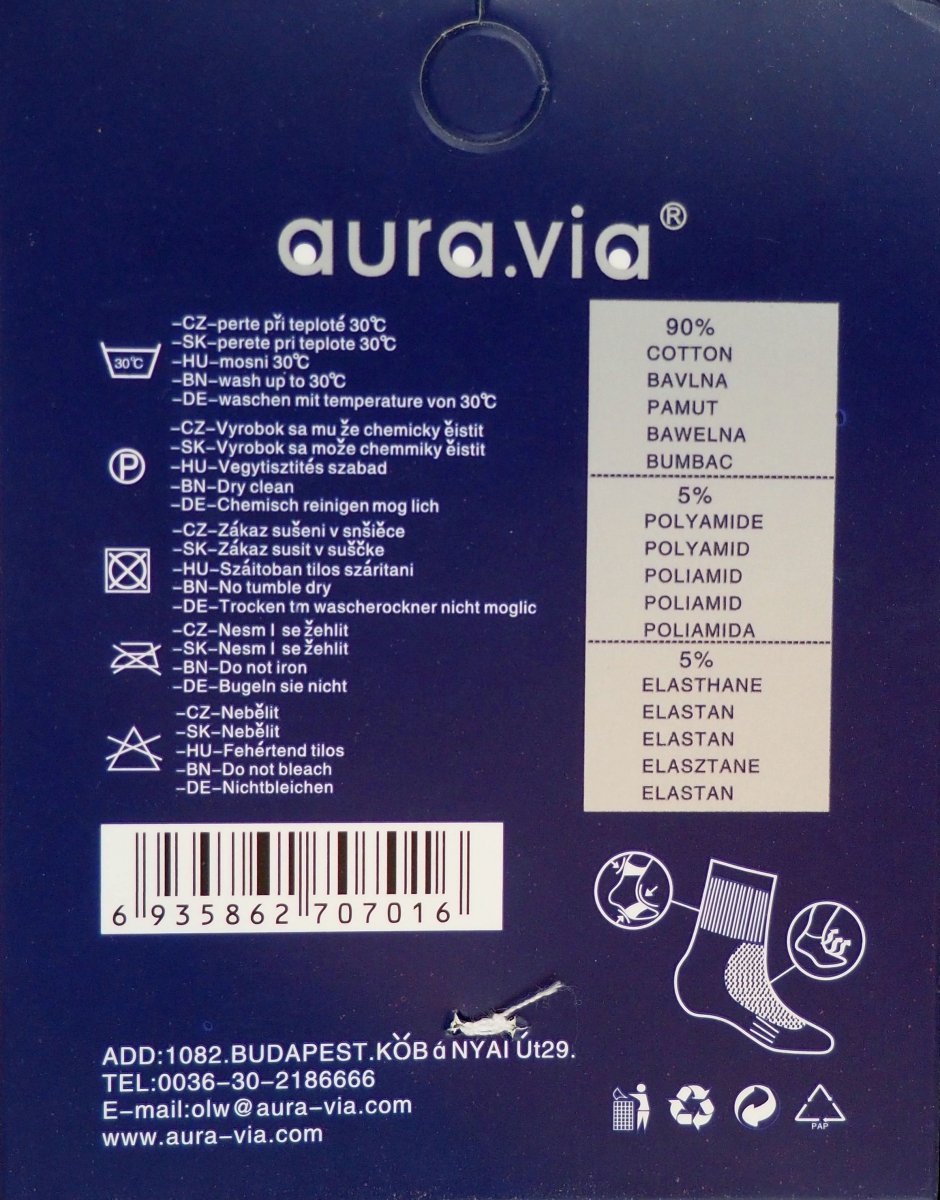 aura.via®
30℃
-CZ-perte při teploté 30℃
-SK-perete pri teplote 30℃
-HU-mosni 30℃
-BN-wash up to 30℃
-DE-waschen mit temperature von 30℃
P
-CZ-Vyrobok sa mu že chemicky ěistit
-SK-Vyrobok sa može chemmiky ěistit
-HU-Vegytisztités szabad
-BN-Dry clean
-DE-Chemisch reinigen mog lich
-CZ-Zákaz sušeni v snšiěce
-SK-Zákaz susit v suščke
-HU-Száitoban tilos száritani
-BN-No tumble dry
-DE-Trocken tm wascherockner nicht moglic
-CZ-Nesm I se žehlit
-SK-Nesm I se žehlit
-BN-Do not iron
-DE-Bugeln sie nicht
-CZ-Nebělit
-SK-Nebělit
-HU-Fehértend tilos
-BN-Do not bleach
-DE-Nichtbleichen
90%
COTTON
BAVLNA
PAMUT
BAWELNA
BUMBAC
5%
POLYAMIDE
POLYAMID
POLIAMID
POLIAMID
POLIAMIDA
5%
ELASTHANE
ELASTAN
ELASTAN
ELASZTANE
ELASTAN
6 935862 707016
ADD:1082.BUDAPEST.KǑB á NYAI Út29.
TEL:0036-30-2186666
E-mail:olw@aura-via.com
www.aura-via.com
PAP